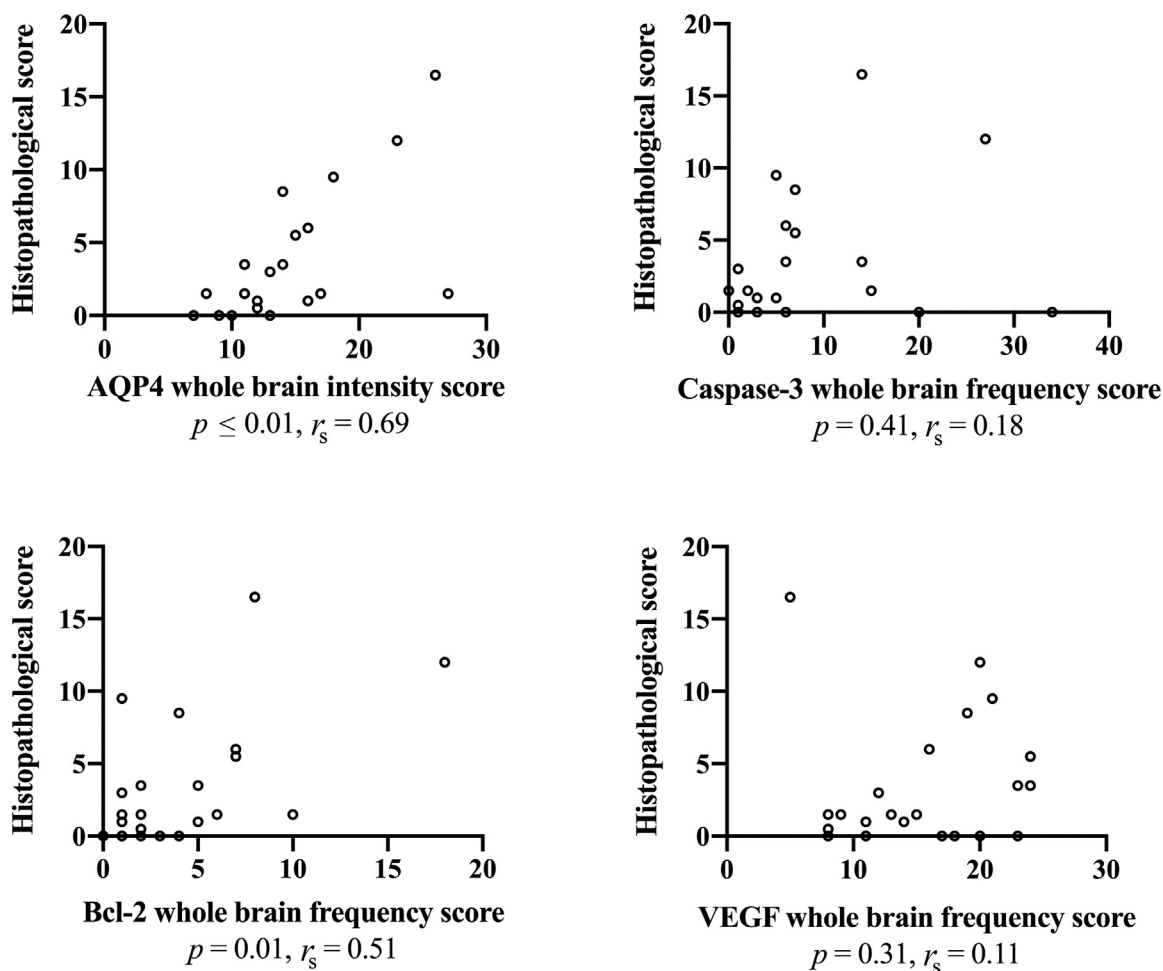 Histopathological score
20
15
10
5
0
0 10 20 30
AQP4 whole brain intensity score
p ≤ 0.01, rs = 0.69
Histopathological score
20
15
10
5
0
0 10 20 30 40
Caspase-3 whole brain frequency score
p = 0.41, rs = 0.18
Histopathological score
20
15
10
5
0
0 5 10 15 20
Bcl-2 whole brain frequency score
p = 0.01, rs = 0.51
Histopathological score
20
15
10
5
0
0 10 20 30
VEGF whole brain frequency score
p = 0.31, rs = 0.11